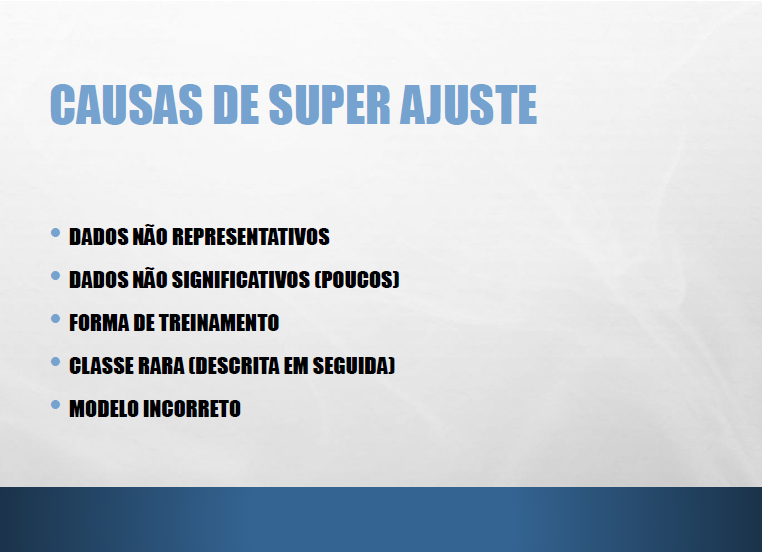 CAUSAS DE SUPER AJUSTE
• DADOS NÃO REPRESENTATIVOS
• DADOS NÃO SIGNIFICATIVOS (POUCOS)
• FORMA DE TREINAMENTO
• CLASSE RARA (DESCRITA EM SEGUIDA)
• MODELO INCORRETO